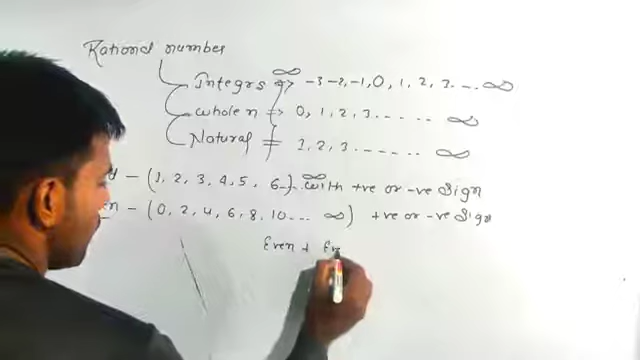 Rational number
Integrs => ∞ -3 -2, -1, 0, 1, 2, 3 .... ∞
whole n => 0, 1, 2, 3 ...... ∞
Natural = 1, 2, 3 ........ ∞
d - (1, 2, 3, 4, 5, 6..) ∞ with +ve or -ve Sign
en - (0, 2, 4, 6, 8, 10... ∞) +ve or -ve Sign
Even + Ev